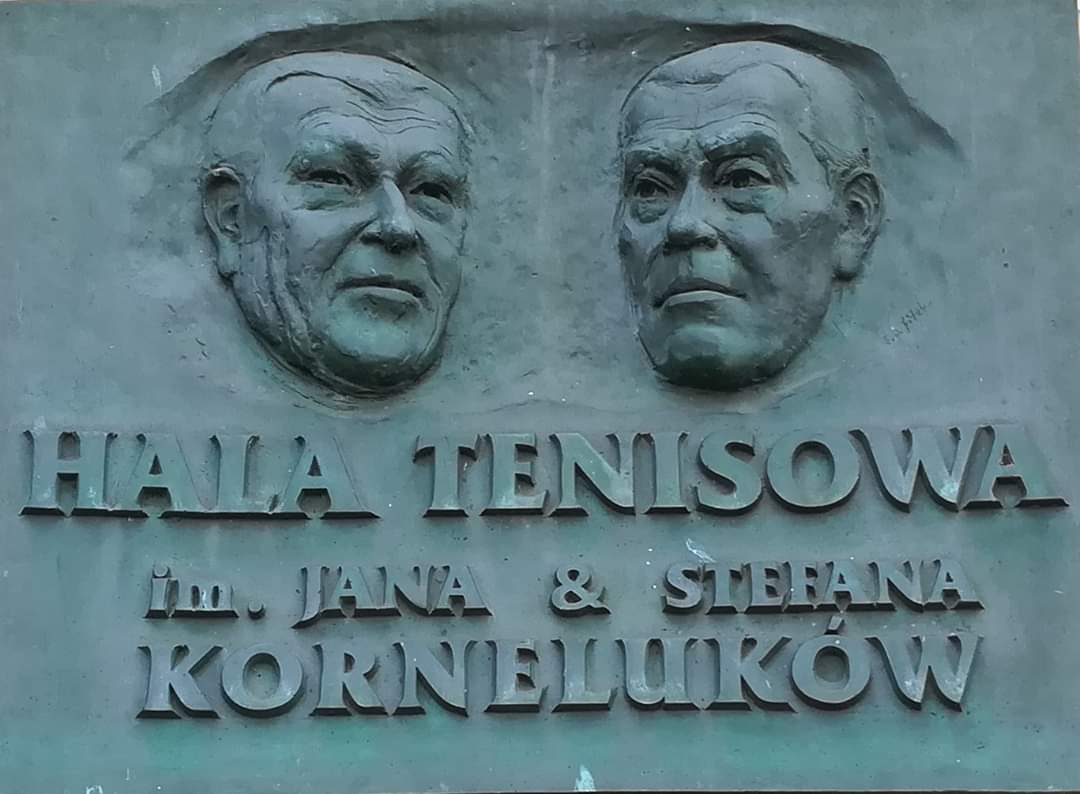 HALA TENISOWA
im. JANA & STEFANA
KORNELUKÓW